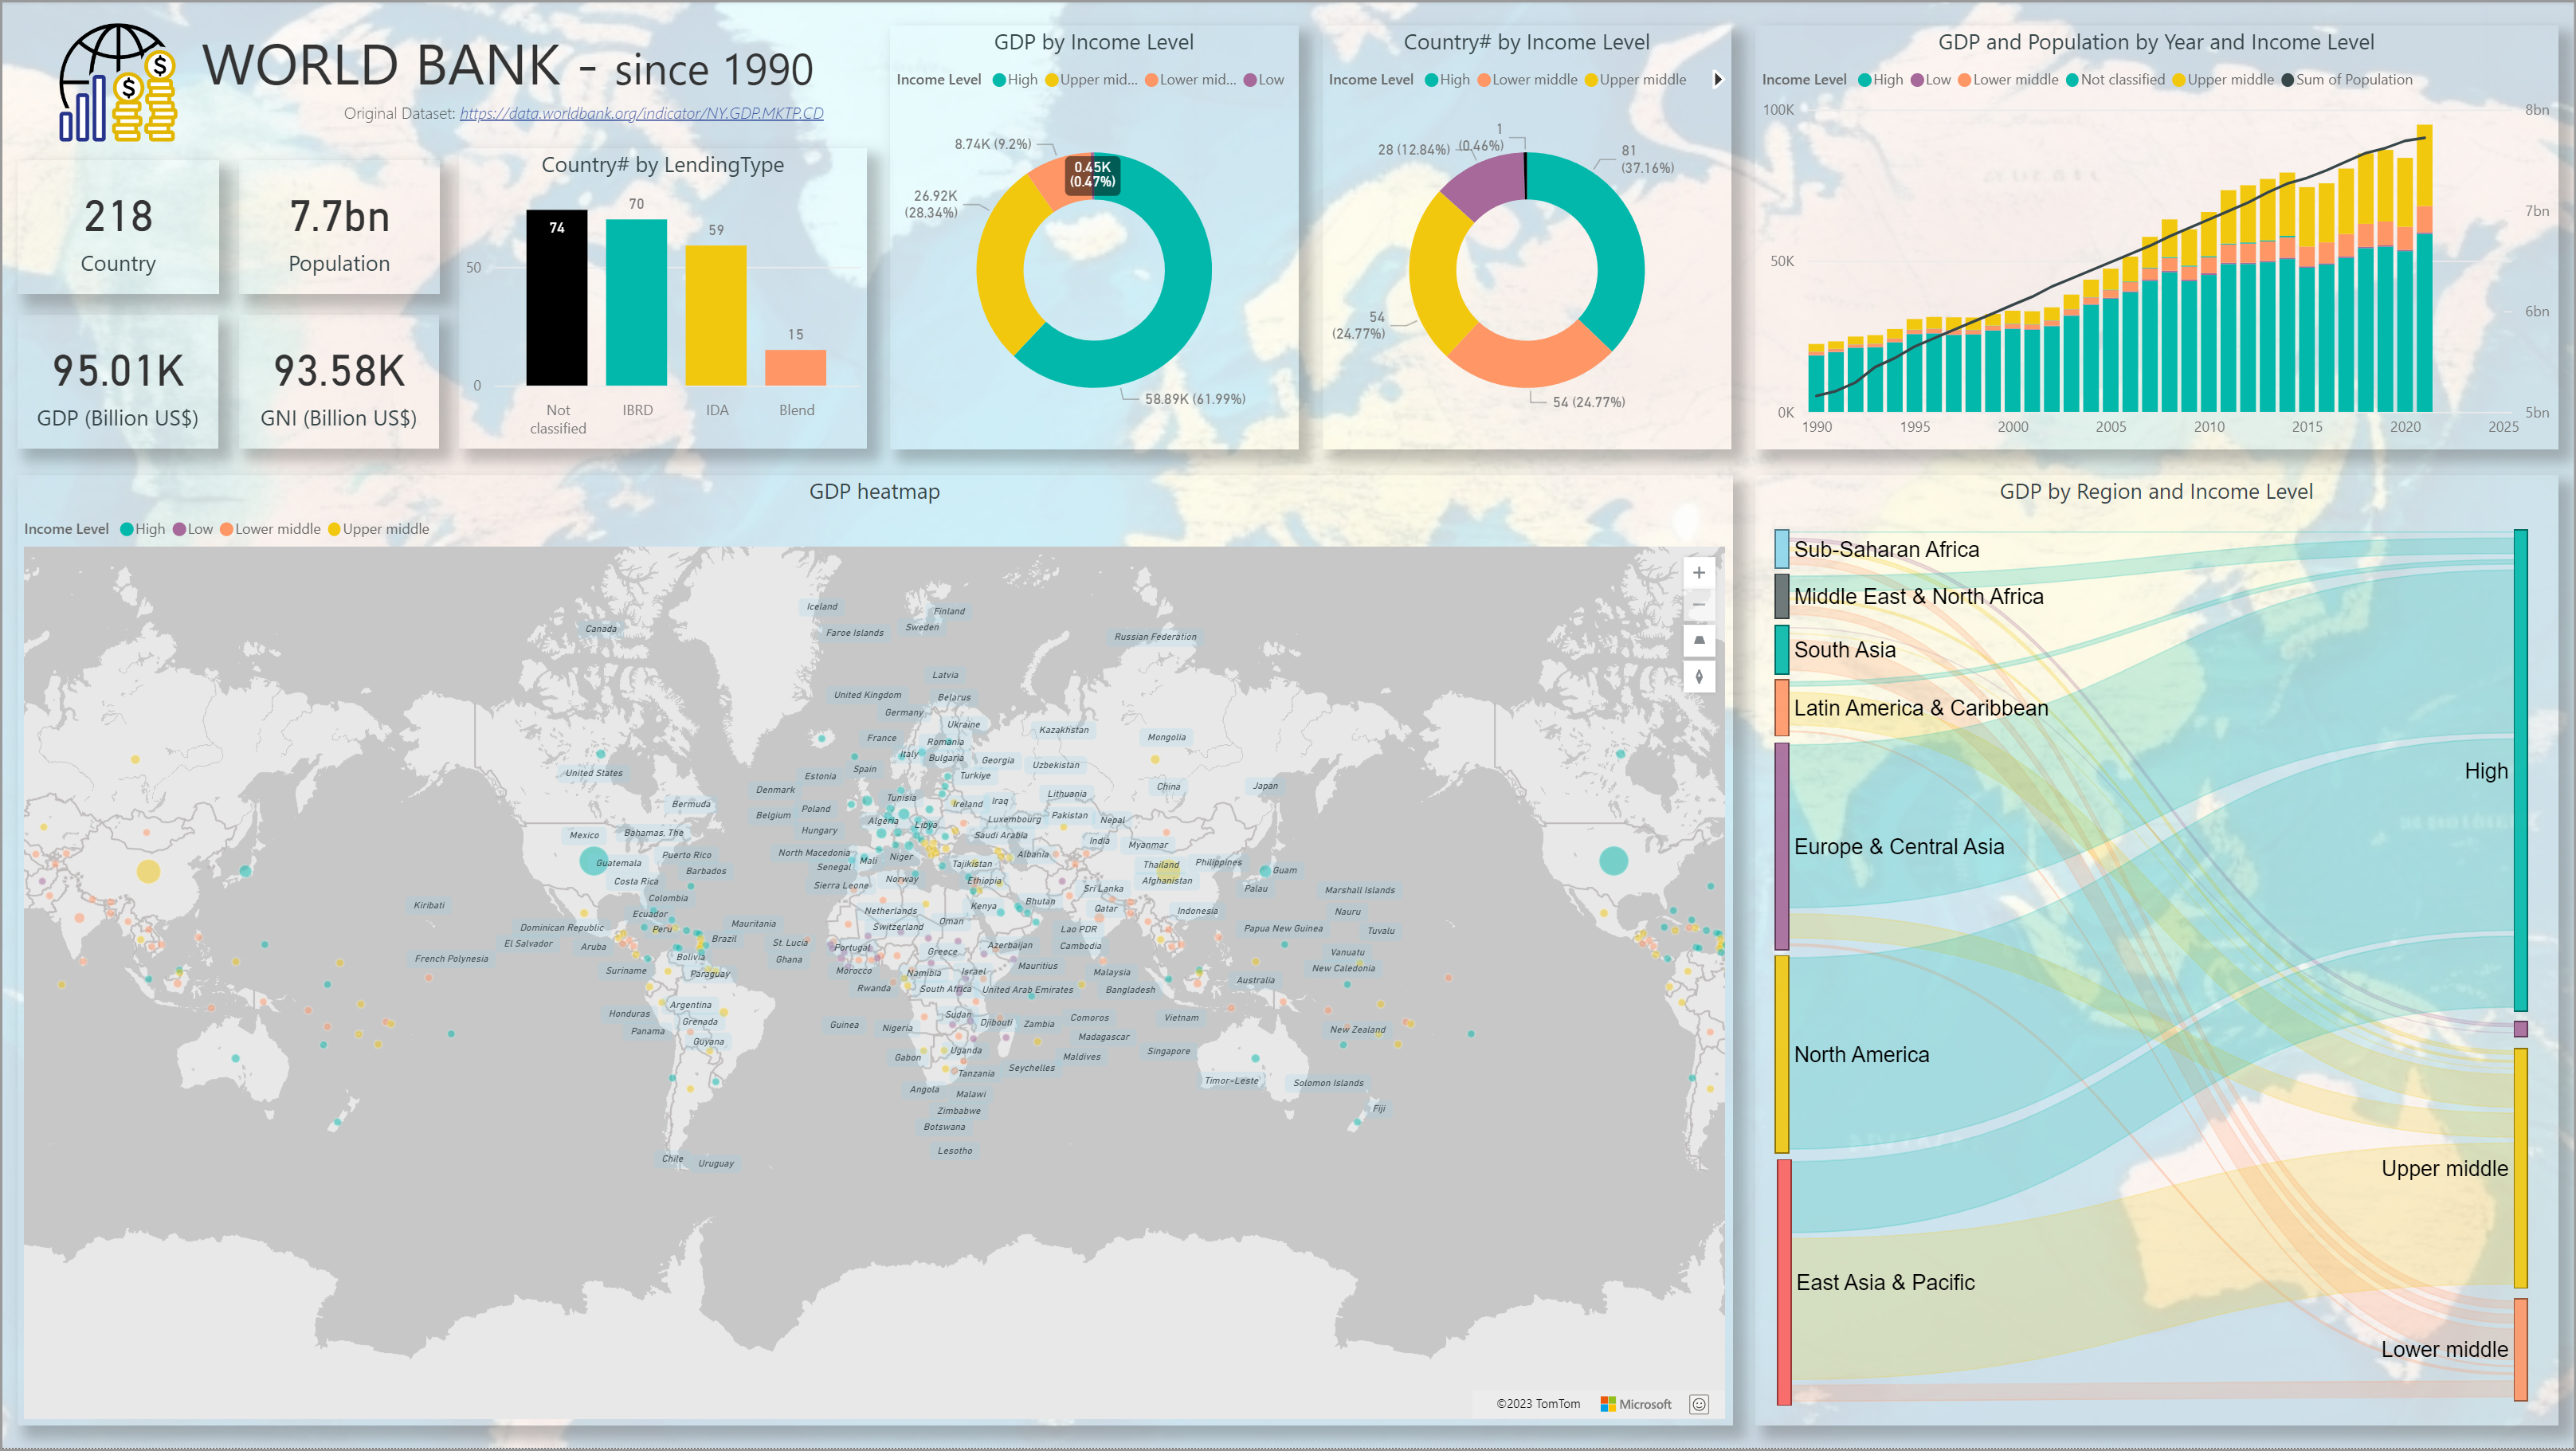 WORLD BANK - since 1990
Original Dataset: https://data.worldbank.org/indicator/NY.GDP.MKTP.CD
218
Country
7.7bn
Population
95.01K
GDP (Billion US$)
93.58K
GNI (Billion US$)
Country# by LendingType
74
70
59
15
50
0
Not classified
IBRD
IDA
Blend
GDP by Income Level
Income Level High Upper mid... Lower mid... Low
8.74K (9.2%)
0.45K
(0.47%)
26.92K
(28.34%)
58.89K (61.99%)
Country# by Income Level
Income Level High Lower middle Upper middle
1
(0.46%)
28 (12.84%)
81
(37.16%)
54
(24.77%)
54 (24.77%)
GDP and Population by Year and Income Level
Income Level High Low Lower middle Not classified Upper middle Sum of Population
100K
8bn
7bn
50K
6bn
0K
5bn
1990 1995 2000 2005 2010 2015 2020 2025
GDP heatmap
Income Level High Low Lower middle Upper middle
Iceland
Finland
Canada
Faroe Islands
Sweden
Russian Federation
Latvia
United Kingdom
Belarus
Germany
Ukraine
Kazakhstan
France
Romania
Mongolia
Italy
Bulgaria
Georgia
Uzbekistan
United States
Estonia
Spain
Turkiye
Denmark
China
Japan
Bermuda
Tunisia
Lithuania
Ireland
Iraq
Belgium
Poland
Algeria
Libya
Luxembourg
Pakistan
Nepal
Mexico
Bahamas, The
Hungary
Saudi Arabia
India
Myanmar
Guatemala
Puerto Rico
North Macedonia
Mali
Niger
Albania
Barbados
Senegal
Tajikistan
Thailand
Philippines
Guam
Costa Rica
Sierra Leone
Norway
Ethiopia
Afghanistan
Sri Lanka
Palau
Marshall Islands
Colombia
Kiribati
Ecuador
Netherlands
Kenya
Bhutan
Qatar
Indonesia
Nauru
Dominican Republic
Peru
Mauritania
Switzerland
Oman
Lao PDR
Papua New Guinea
Tuvalu
El Salvador
Aruba
Brazil
St. Lucia
Portugal
Greece
Azerbaijan
Cambodia
Vanuatu
French Polynesia
Bolivia
Ghana
Suriname
Paraguay
Morocco
Namibia
Israel
Mauritius
Malaysia
New Caledonia
Rwanda
South Africa
United Arab Emirates
Bangladesh
Australia
Argentina
Honduras
Grenada
Guinea
Nigeria
Sudan
Djibouti
Zambia
Comoros
Vietnam
Panama
Guyana
Madagascar
New Zealand
Gabon
Uganda
Maldives
Singapore
Angola
Tanzania
Seychelles
Timor-Leste
Solomon Islands
Malawi
Zimbabwe
Fiji
Botswana
Lesotho
Chile
Uruguay
©2023 TomTom
Microsoft
GDP by Region and Income Level
Sub-Saharan Africa
Middle East & North Africa
South Asia
Latin America & Caribbean
Europe & Central Asia
North America
East Asia & Pacific
High
Upper middle
Lower middle